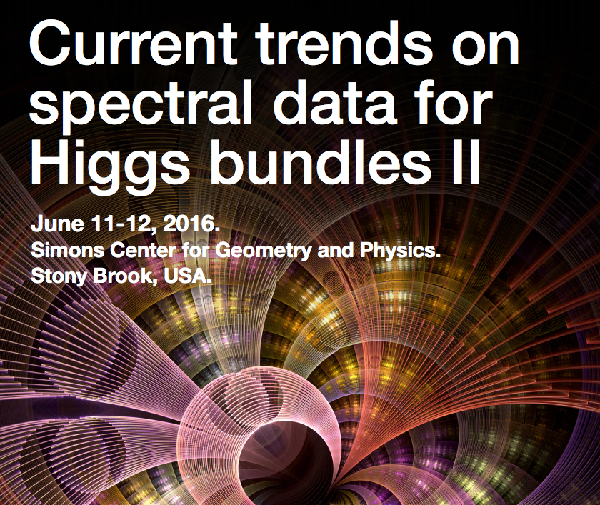 Current trends on
spectral data for
Higgs bundles II
June 11-12, 2016.
Simons Center for Geometry and Physics.
Stony Brook, USA.